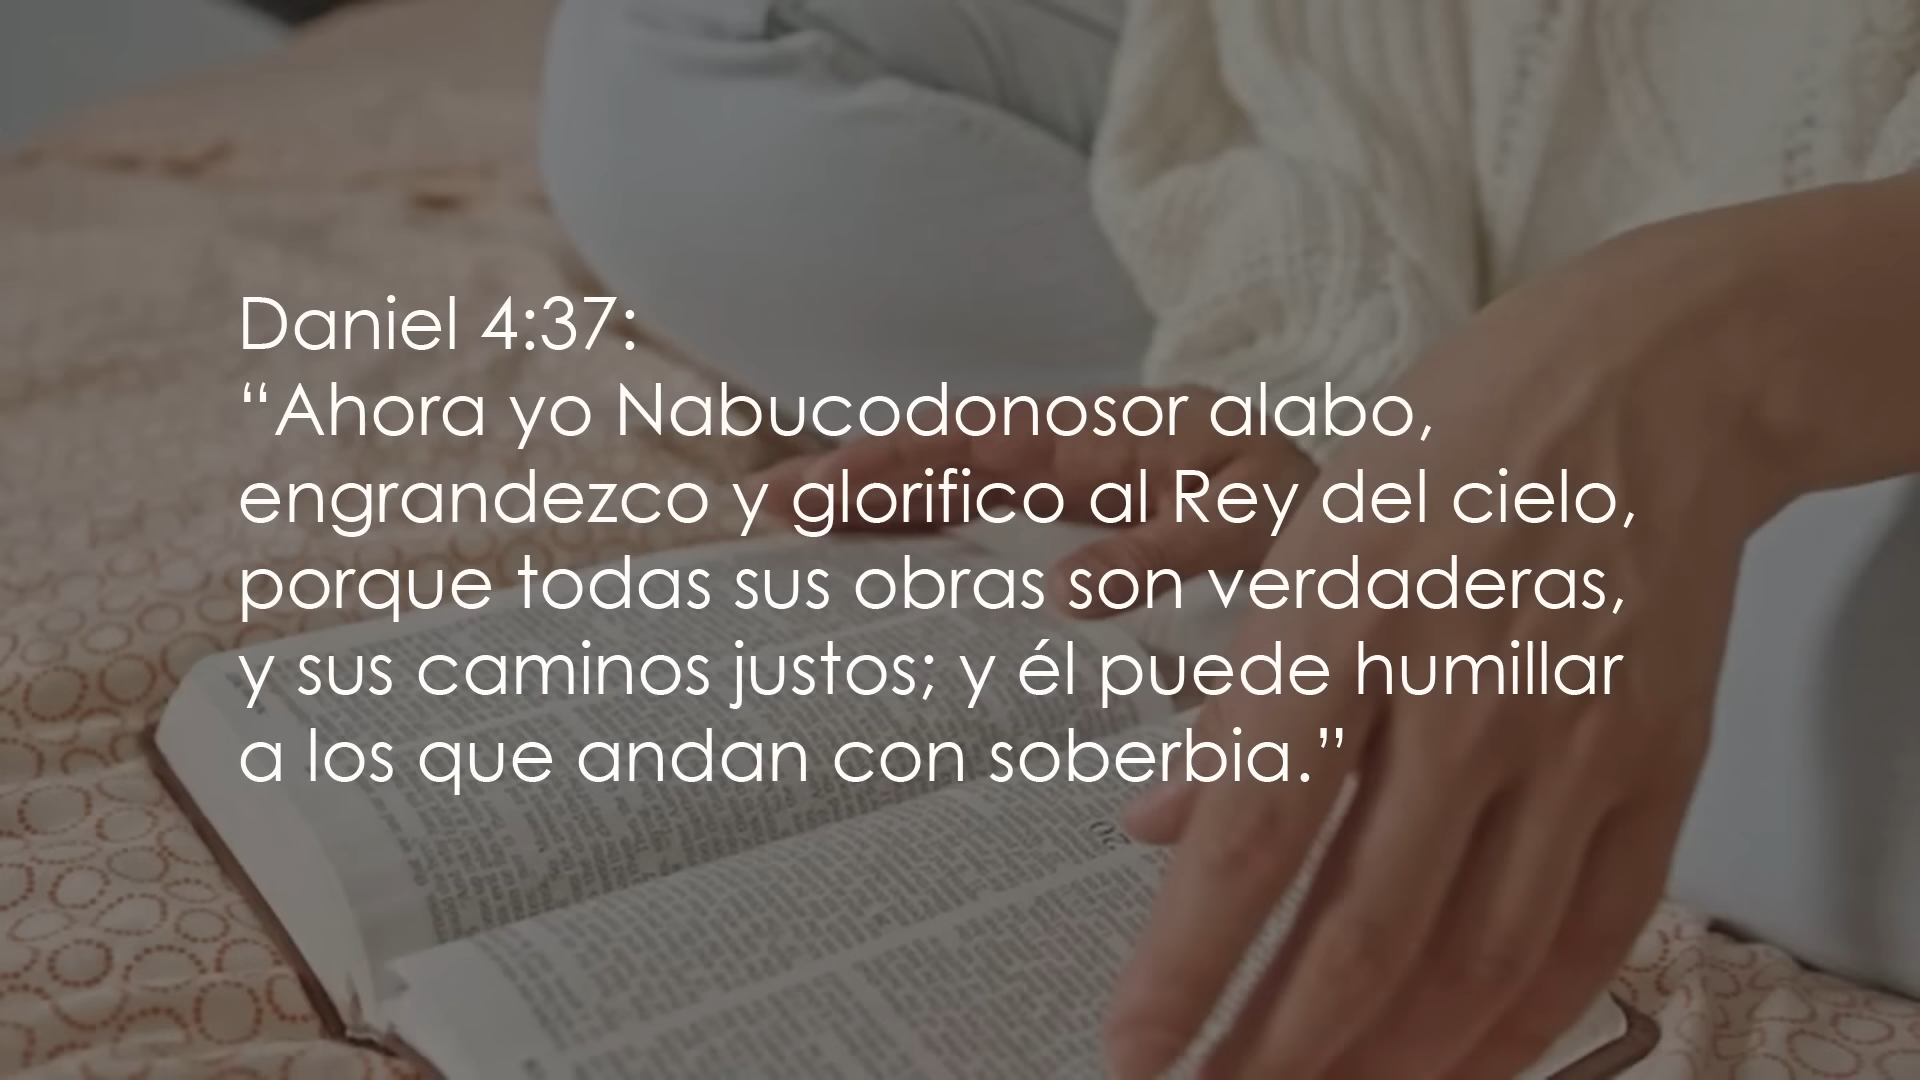 Daniel 4:37:
“Ahora yo Nabucodonosor alabo,
engrandezco y glorifico al Rey del cielo,
porque todas sus obras son verdaderas,
y sus caminos justos; y él puede humillar
a los que andan con soberbia.”